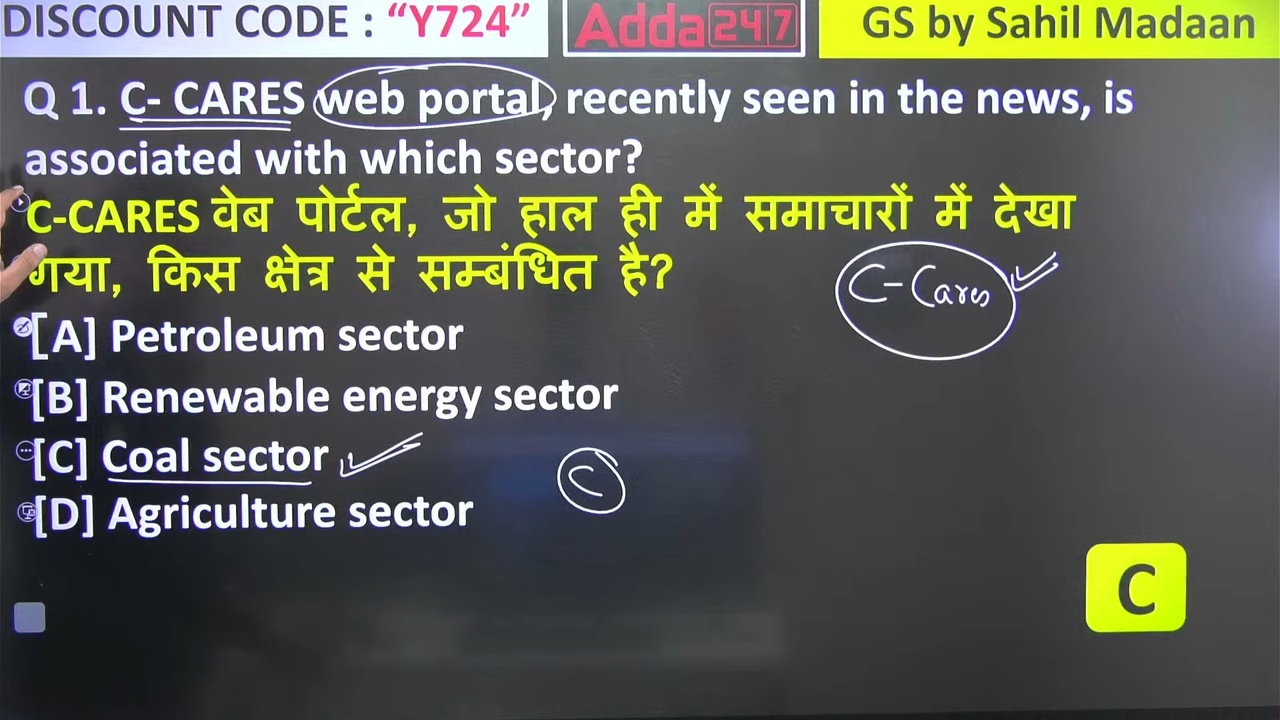 DISCOUNT CODE : “Y724” Adda247 GS by Sahil Madaan
Q 1. C- CARES web portal, recently seen in the news, is
associated with which sector?
C-CARES वेब पोर्टल, जो हाल ही में समाचारों में देखा
गया, किस क्षेत्र से सम्बंधित है?
C-Cares
[A] Petroleum sector
[B] Renewable energy sector
[C] Coal sector
C
[D] Agriculture sector
C